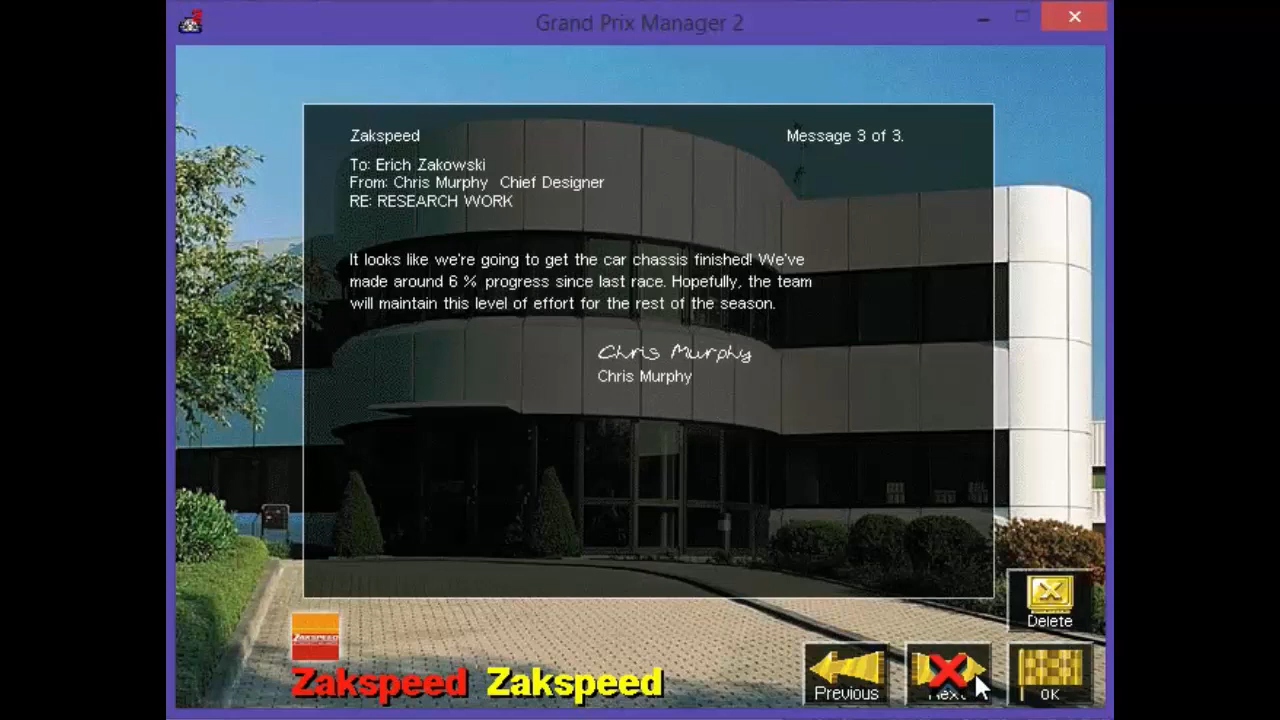 Grand Prix Manager 2
Zakspeed
Message 3 of 3.
To: Erich Zakowski
From: Chris Murphy Chief Designer
RE: RESEARCH WORK
It looks like we're going to get the car chassis finished! We've
made around 6 % progress since last race. Hopefully, the team
will maintain this level of effort for the rest of the season.
Chris Murphy
Chris Murphy
Delete
ZAKSPEED
Zakspeed Zakspeed
Previous
Next
OK